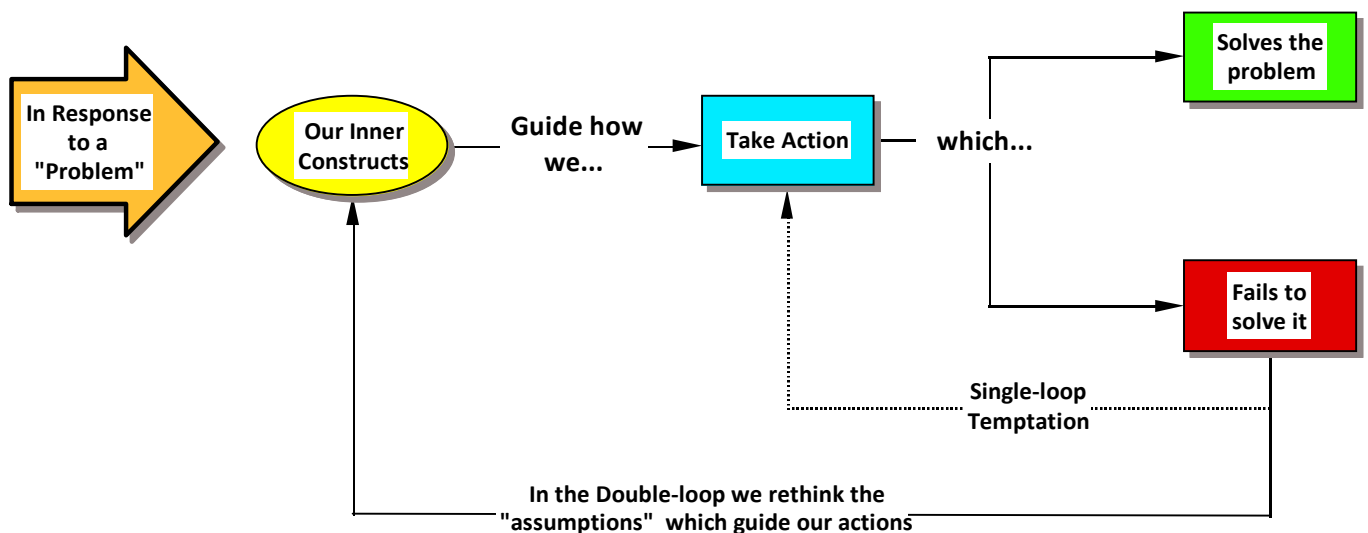 In Response
to a
"Problem"
Our Inner
Constructs
Guide how
we...
Take Action
which...
Solves the
problem
Fails to
solve it
Single-loop
Temptation
In the Double-loop we rethink the
"assumptions"  which guide our actions